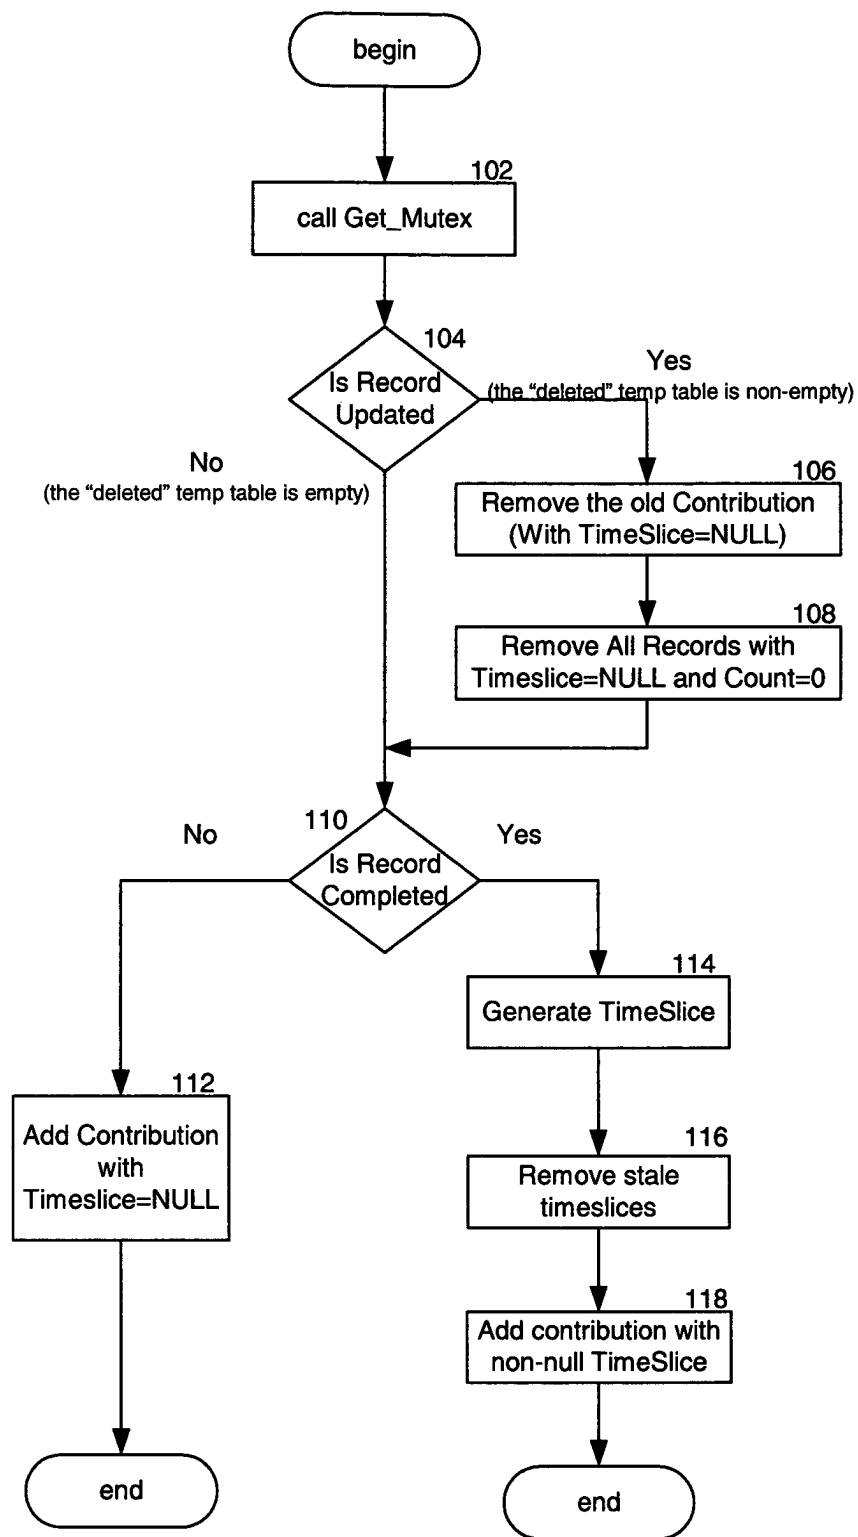 begin
102
call Get_Mutex
104
Is Record
Updated
Yes
(the “deleted” temp table is non-empty)
No
(the “deleted” temp table is empty)
106
Remove the old Contribution
(With TimeSlice=NULL)
108
Remove All Records with
Timeslice=NULL and Count=0
110
No
Yes
Is Record
Completed
114
Generate TimeSlice
112
Add Contribution
with
Timeslice=NULL
116
Remove stale
timeslices
118
Add contribution with
non-null TimeSlice
end
end